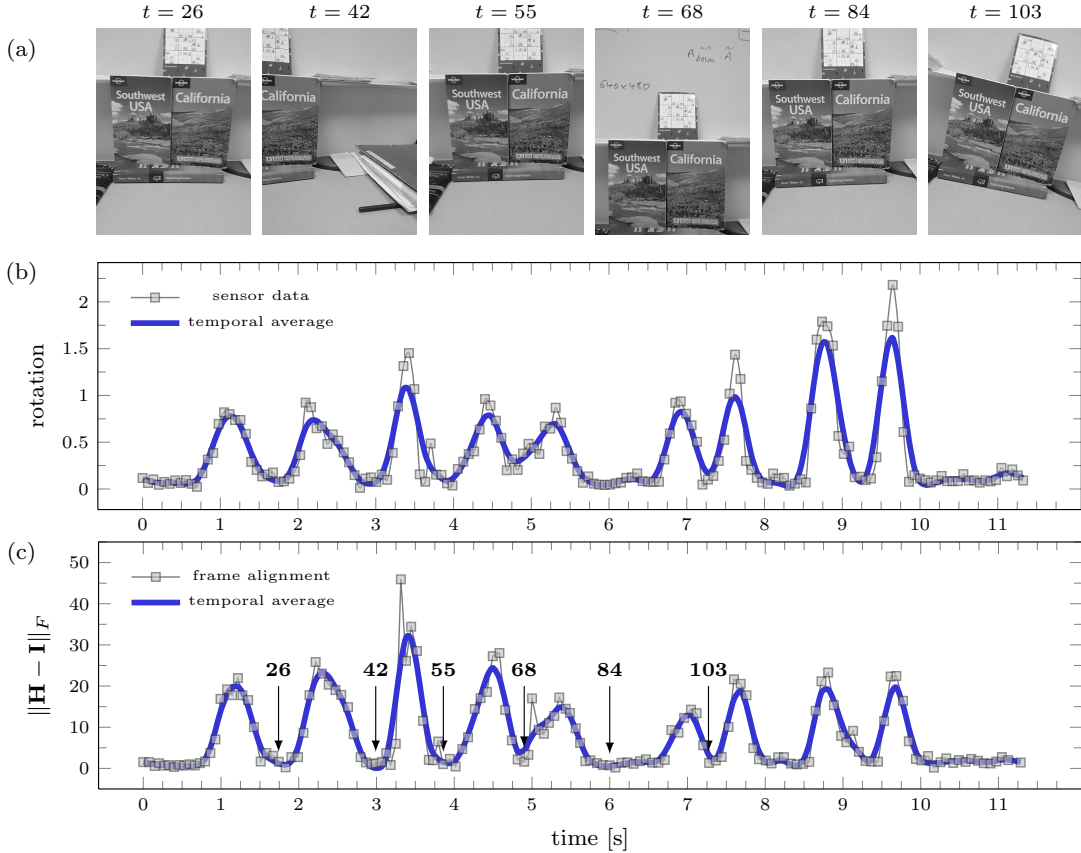 t = 26 t = 42 t = 55 t = 68 t = 84 t = 103
(a)
Southwest USA California
California
Southwest USA California
640x480
Southwest USA California
Southwest USA California
Southwest USA California
(b)
sensor data
temporal average
rotation
2
1.5
1
0.5
0
0 1 2 3 4 5 6 7 8 9 10 11
(c)
frame alignment
temporal average
‖H − I‖F
50
40
30
20
10
0
26 42 55 68 84 103
0 1 2 3 4 5 6 7 8 9 10 11
time [s]